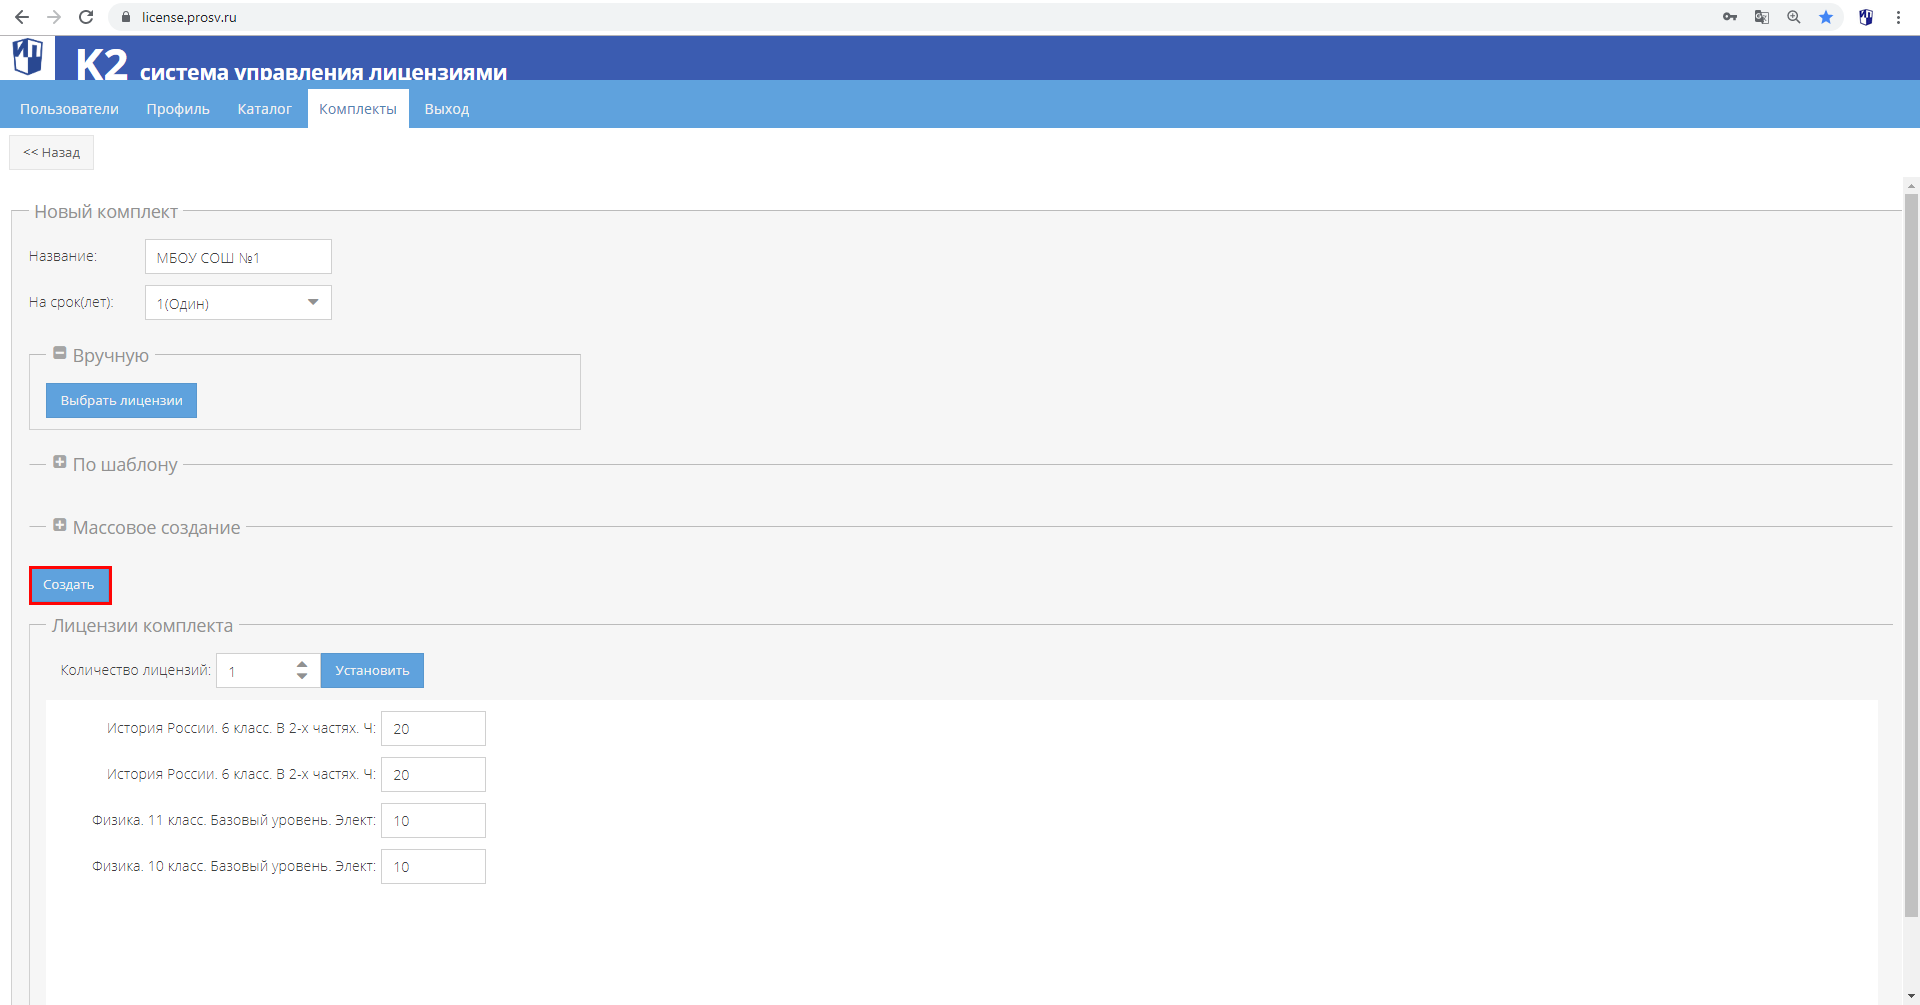 license.prosv.ru
ИП
К2 система управления лицензиями
Пользователи Профиль Каталог Комплекты Выход
<< Назад
Новый комплект
Название: МБОУ СОШ №1
На срок(лет): 1(Один)
Вручную
Выбрать лицензии
По шаблону
Массовое создание
Создать
Лицензии комплекта
Количество лицензий: 1 Установить
История России. 6 класс. В 2-х частях. Ч: 20
История России. 6 класс. В 2-х частях. Ч: 20
Физика. 11 класс. Базовый уровень. Элект: 10
Физика. 10 класс. Базовый уровень. Элект: 10